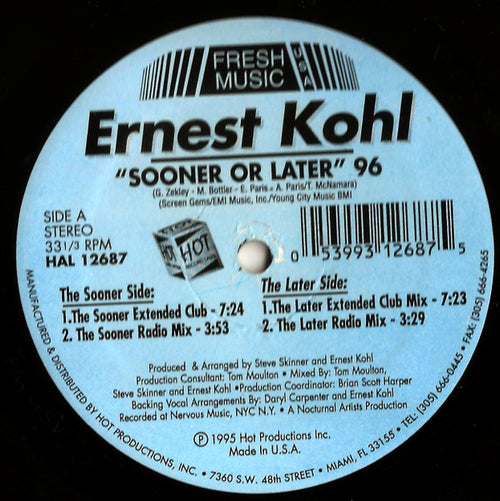 FRESH MUSIC USA
Ernest Kohl
"SOONER OR LATER" 96
(G. Zekley - M. Bottler - E. Paris - A. Paris/T. McNamara)
(Screen Gems/EMI Music, Inc./Young City Music BMI
SIDE A
STEREO
33 1/3 RPM
HAL 12687
HOT
0 53993 12687 5
The Sooner Side:
1.The Sooner Extended Club - 7:24
2. The Sooner Radio Mix - 3:53
The Later Side:
1.The Later Extended Club Mix - 7:23
2. The Later Radio Mix - 3:29
Produced & Arranged by Steve Skinner and Ernest Kohl
Production Consultant: Tom Moulton • Mixed By: Tom Moulton,
Steve Skinner and Ernest Kohl •Production Coordinator: Brian Scott Harper
Backing Vocal Arrangements By: Daryl Carpenter and Ernest Kohl
Recorded at Nervous Music, NYC N.Y. • A Nocturnal Artists Production
℗ 1995 Hot Productions Inc.
Made In U.S.A.
MANUFACTURED & DISTRIBUTED BY HOT PRODUCTIONS, INC. • 7360 S.W. 48th STREET • MIAMI, FL 33155 • TEL: (305) 666-0445 • FAX: (305) 666-4265